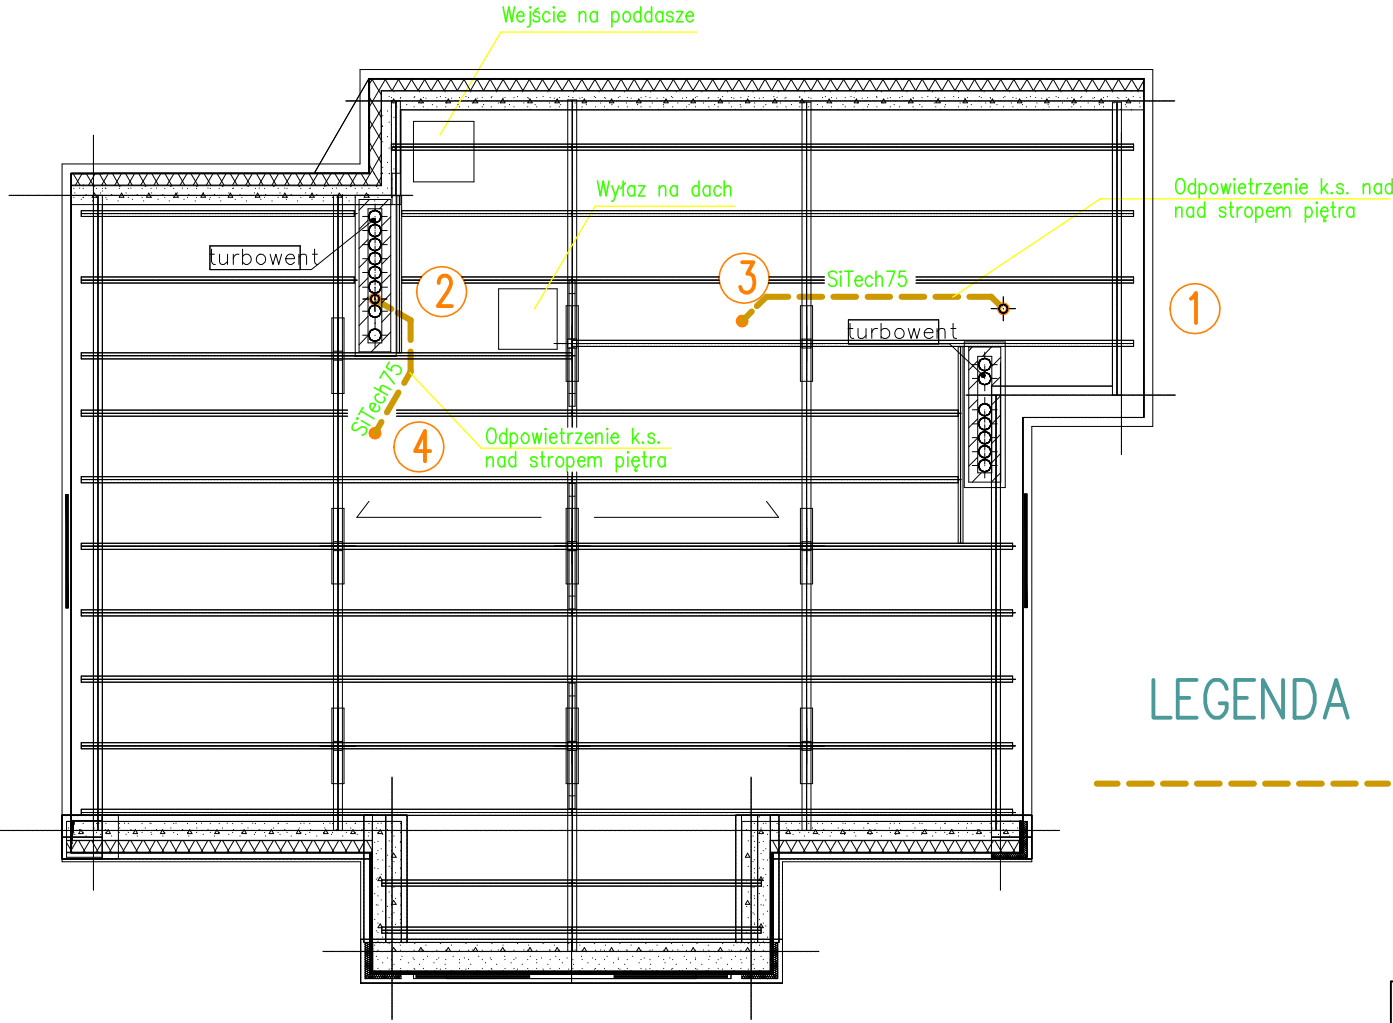 Wejście na poddasze
Wyłaz na dach
Odpowietrzenie k.s. nad
nad stropem piętra
turbowent
2
3
SiTech75
1
turbowent
SiTech75
4
Odpowietrzenie k.s.
nad stropem piętra
LEGENDA